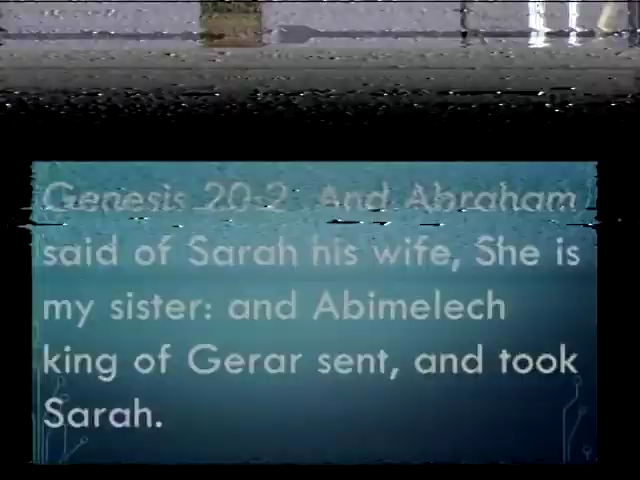 Genesis 20-2 And Abraham
said of Sarah his wife, She is
my sister: and Abimelech
king of Gerar sent, and took
Sarah.